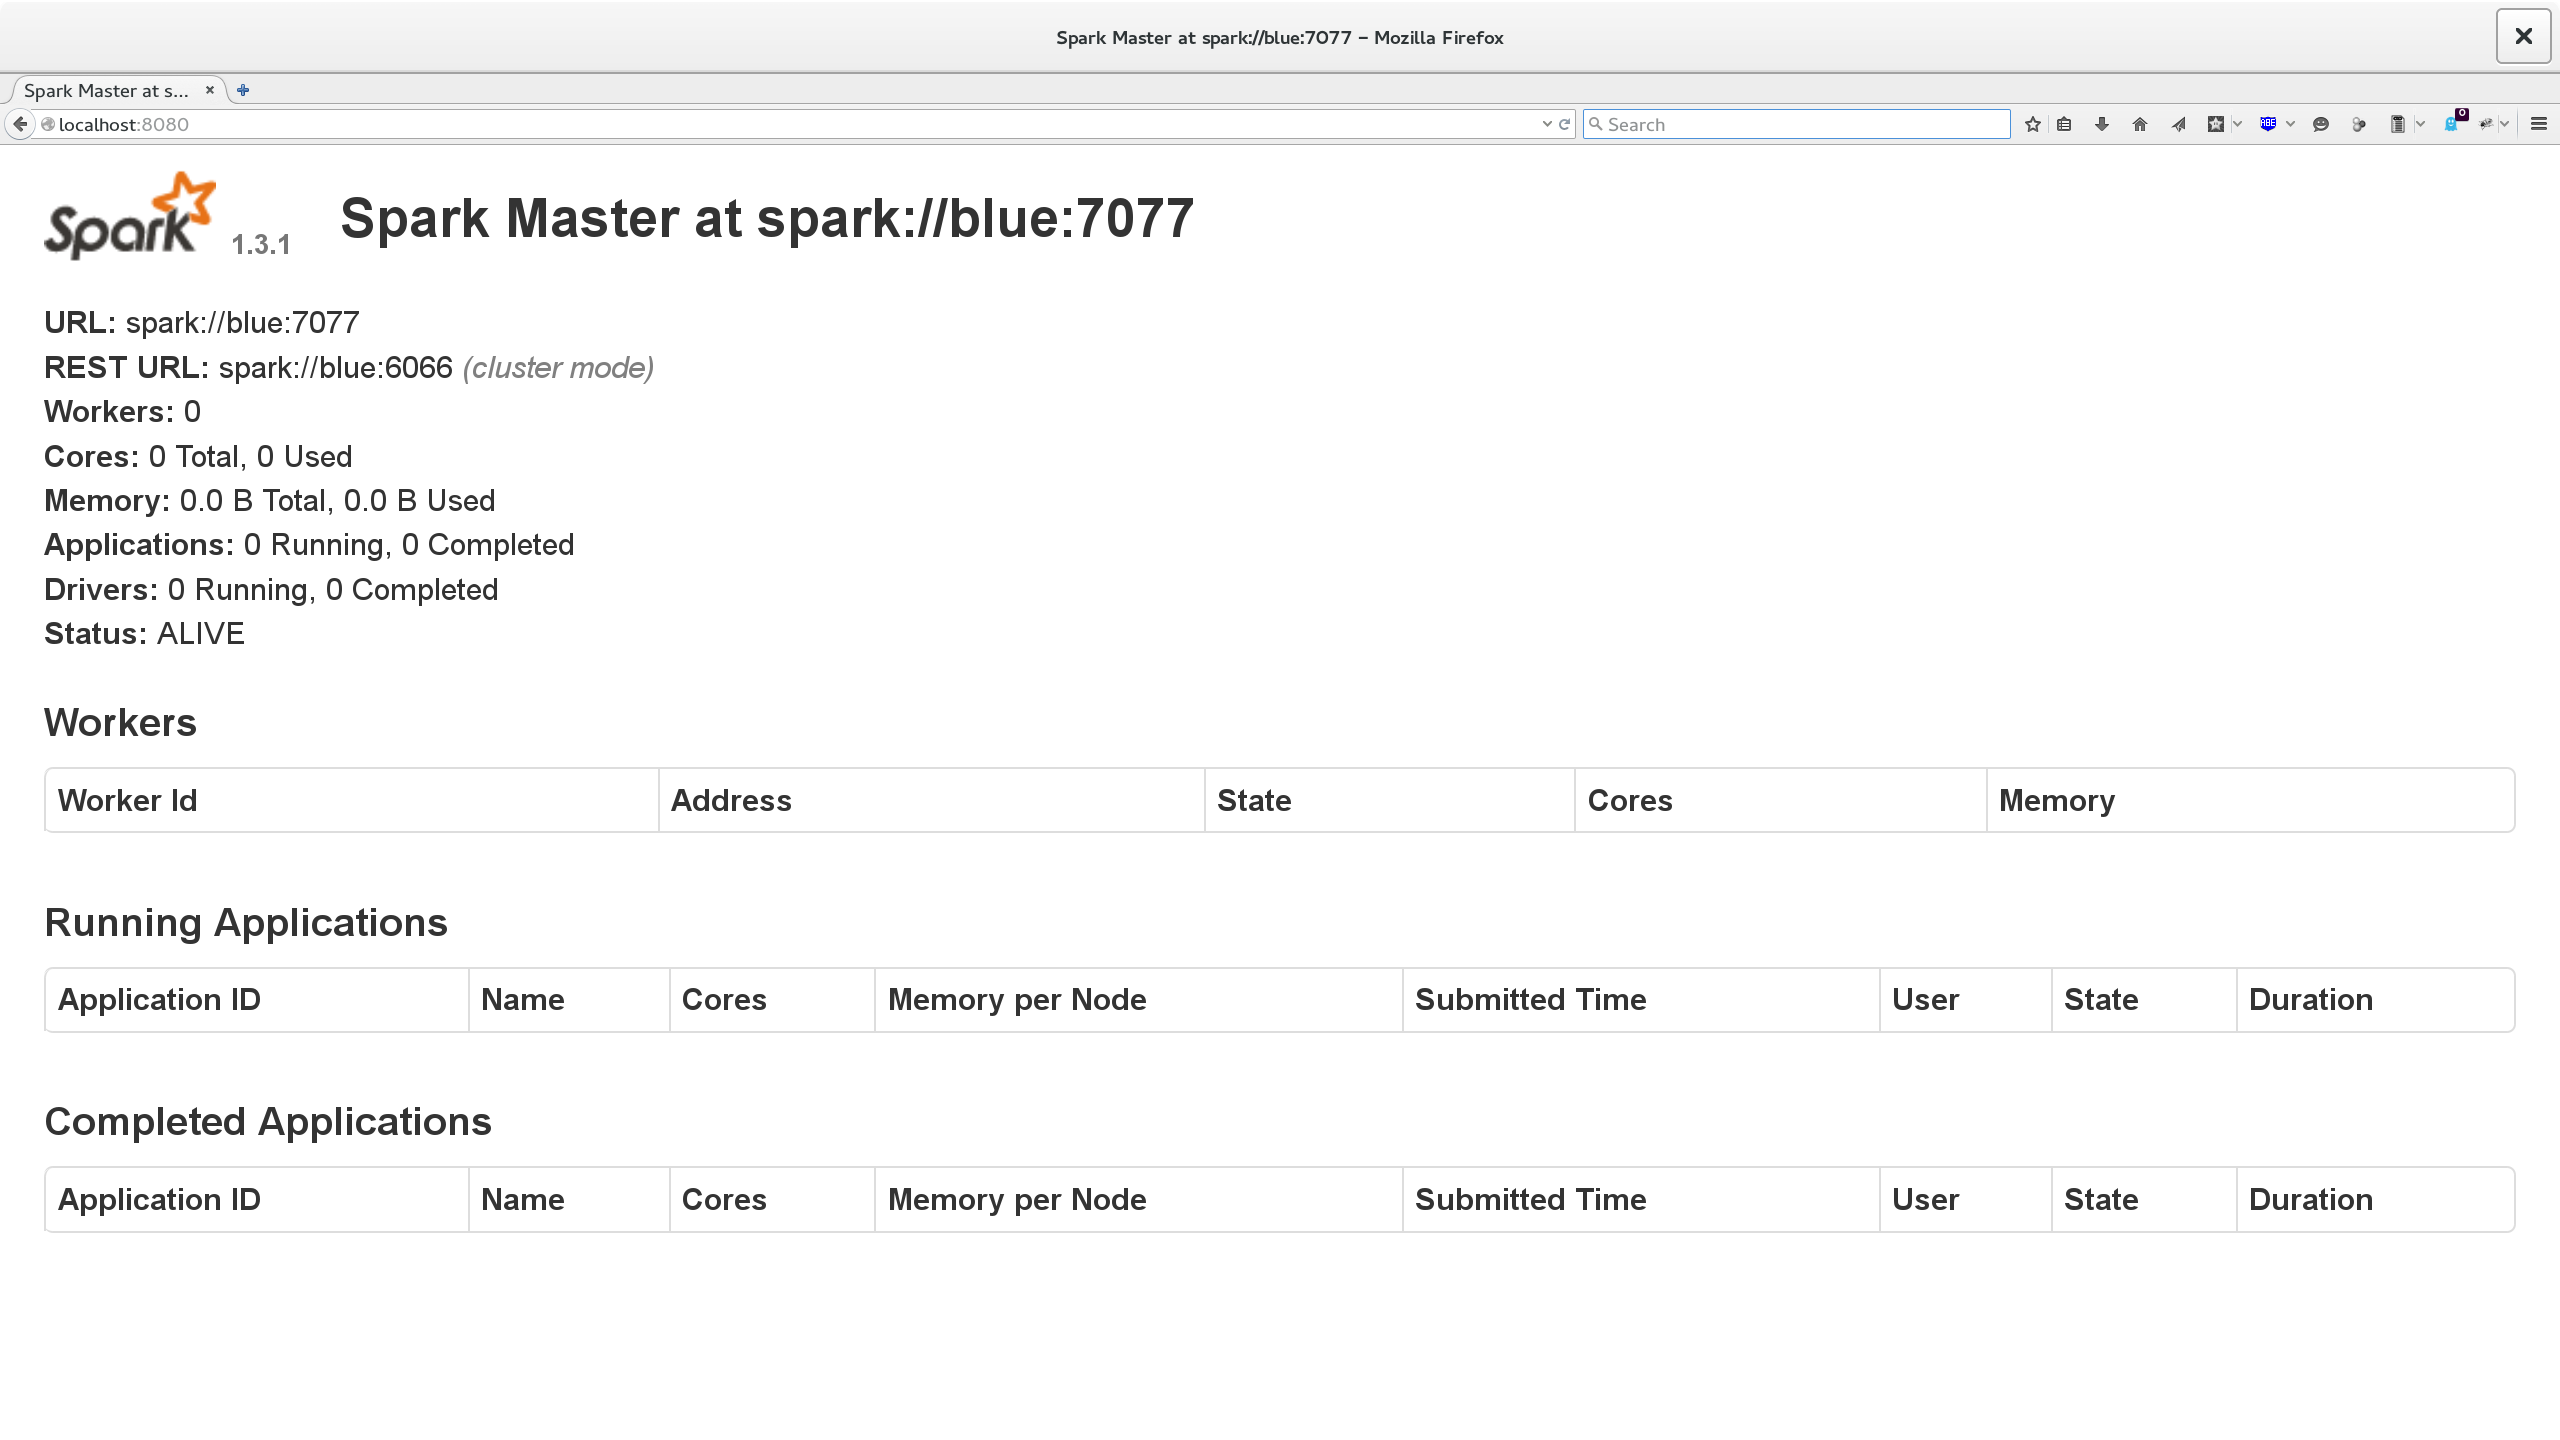 Spark Master at spark://blue:7077 – Mozilla Firefox
Spark Master at s...
localhost:8080
Search
ABE
0
Spark 1.3.1 Spark Master at spark://blue:7077
URL: spark://blue:7077
REST URL: spark://blue:6066 (cluster mode)
Workers: 0
Cores: 0 Total, 0 Used
Memory: 0.0 B Total, 0.0 B Used
Applications: 0 Running, 0 Completed
Drivers: 0 Running, 0 Completed
Status: ALIVE
Workers
Worker Id Address State Cores Memory
Running Applications
Application ID Name Cores Memory per Node Submitted Time User State Duration
Completed Applications
Application ID Name Cores Memory per Node Submitted Time User State Duration